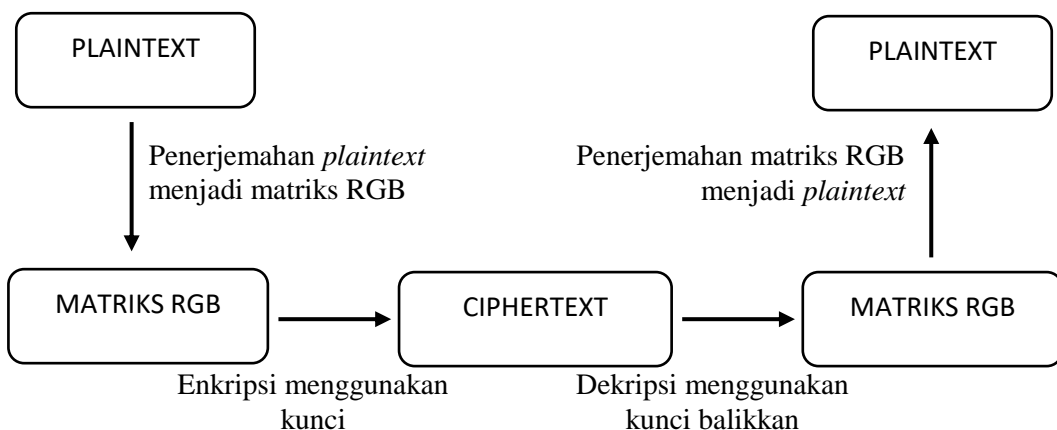 PLAINTEXT
PLAINTEXT
Penerjemahan plaintext
menjadi matriks RGB
Penerjemahan matriks RGB
menjadi plaintext
MATRIKS RGB
CIPHERTEXT
MATRIKS RGB
Enkripsi menggunakan
kunci
Dekripsi menggunakan
kunci balikkan